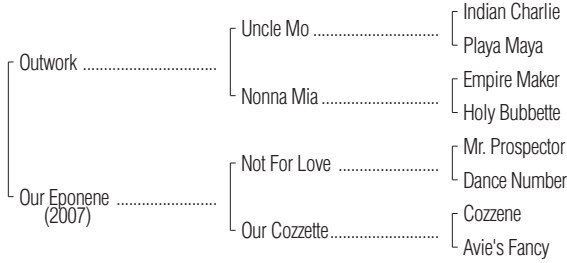 Indian Charlie
Uncle Mo ..............................
Playa Maya
Outwork ................................
Empire Maker
Nonna Mia ............................
Holy Bubbette
Mr. Prospector
Not For Love ........................
Dance Number
Our Eponene ........................
(2007)
Cozzene
Our Cozzette..........................
Avie's Fancy